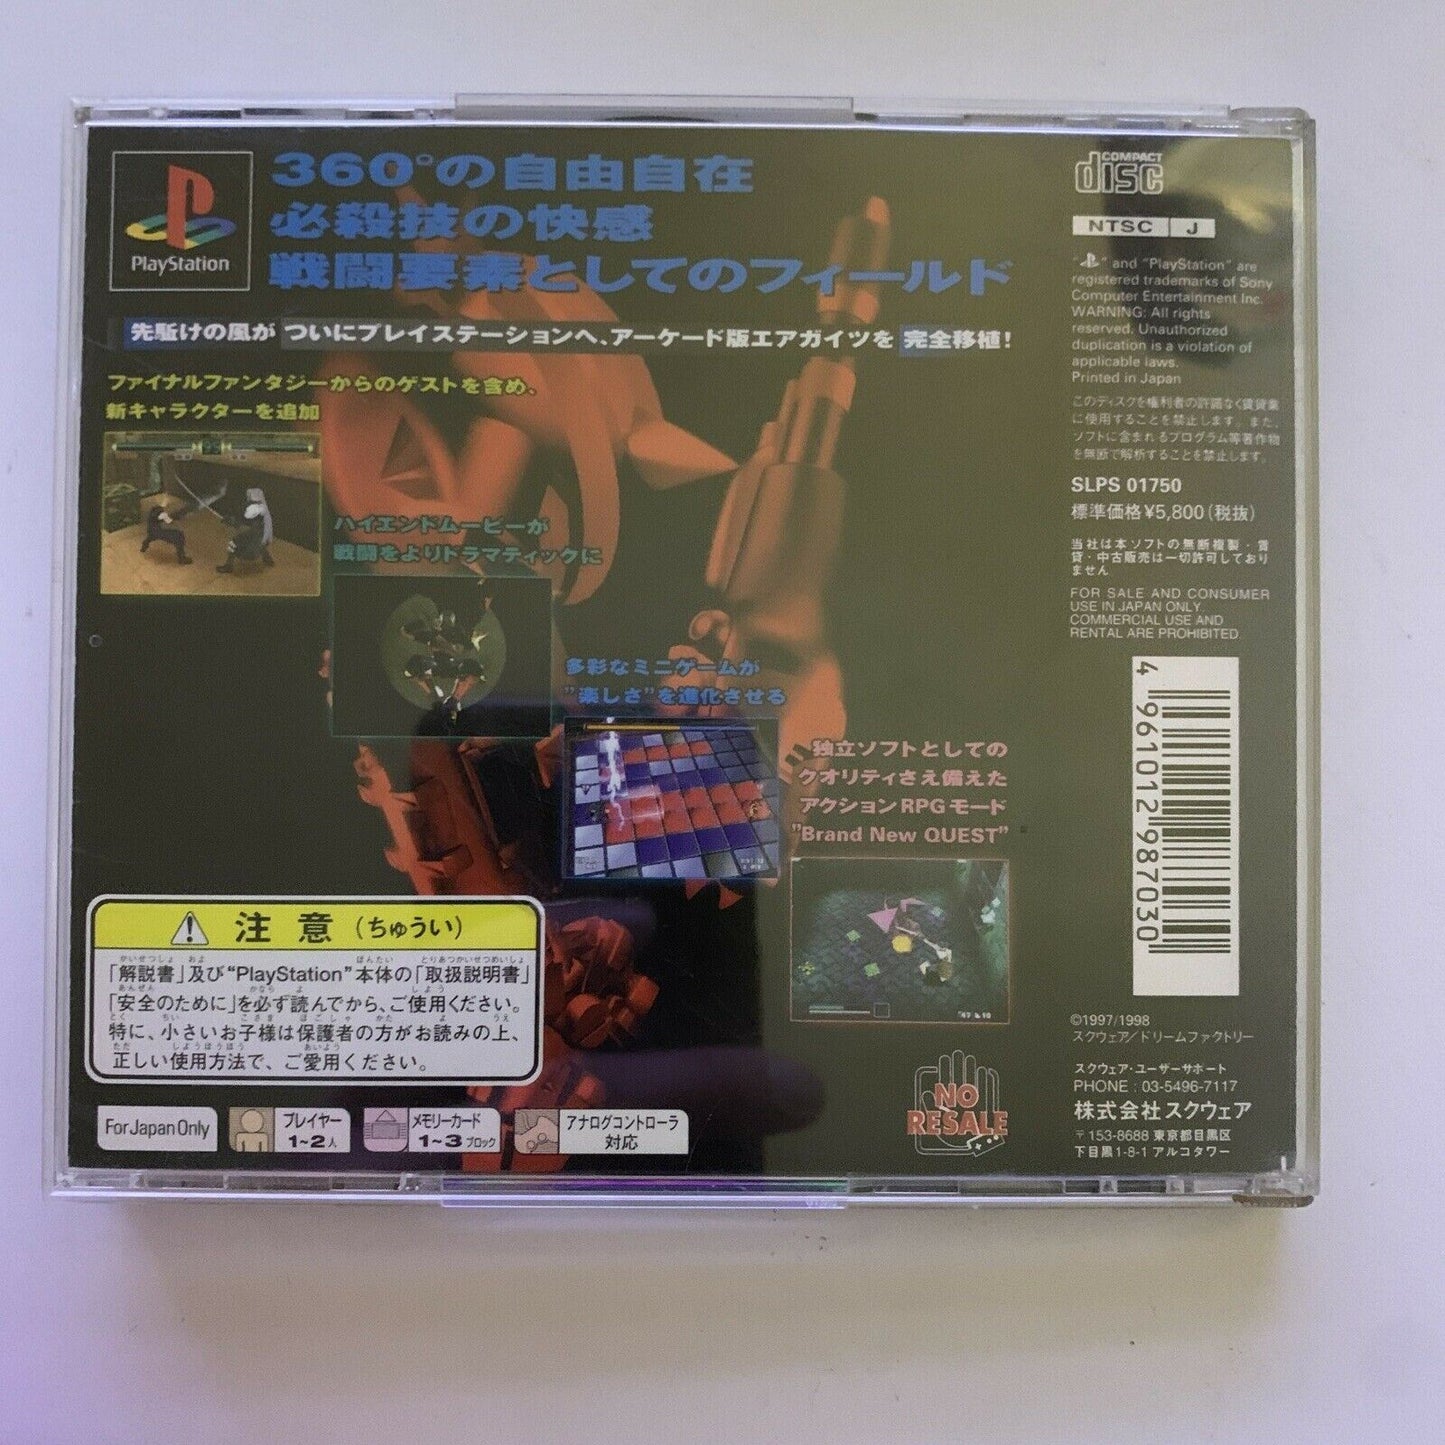 PlayStation
360°の自由自在
必殺技の快感
戦闘要素としてのフィールド
先駈けの風が ついにプレイステーションへ、アーケード版エアガイツを 完全移植!
ファイナルファンタジーからのゲストを含め、
新キャラクターを追加
ハイエンドムービーが
戦闘をよりドラマティックに
多彩なミニゲームが
"楽しさ"を進化させる
独立ソフトとしての
クオリティさえ備えた
アクションRPGモード
"Brand New QUEST"
注意(ちゅうい)
「解説書」及び"PlayStation"本体の「取扱説明書」
「安全のために」を必ず読んでから、ご使用ください。
特に、小さいお子様は保護者の方がお読みの上、
正しい使用方法で、ご愛用ください。
For Japan Only
プレイヤー
1~2人
メモリーカード
1~3ブロック
アナログコントローラ
対応
NO
RESALE
COMPACT
disc
NTSC J
" " and "PlayStation" are
registered trademarks of Sony
Computer Entertainment Inc.
WARNING: All rights
reserved. Unauthorized
duplication is a violation of
applicable laws.
Printed in Japan
このディスクを権利者の許諾なく賃貸業
に使用することを禁止します。また、
ソフトに含まれるプログラム等著作物
を無断で解析することを禁止します。
SLPS 01750
標準価格¥5,800(税抜)
当社は本ソフトの無断複製・賃
貸・中古販売は一切許可しており
ません
FOR SALE AND CONSUMER
USE IN JAPAN ONLY.
COMMERCIAL USE AND
RENTAL ARE PROHIBITED.
4 961012 987030
©1997/1998
スクウェア/ドリームファクトリー
スクウェア・ユーザーサポート
PHONE : 03-5496-7117
株式会社スクウェア
〒153-8688 東京都目黒区
下目黒1-8-1 アルコタワー